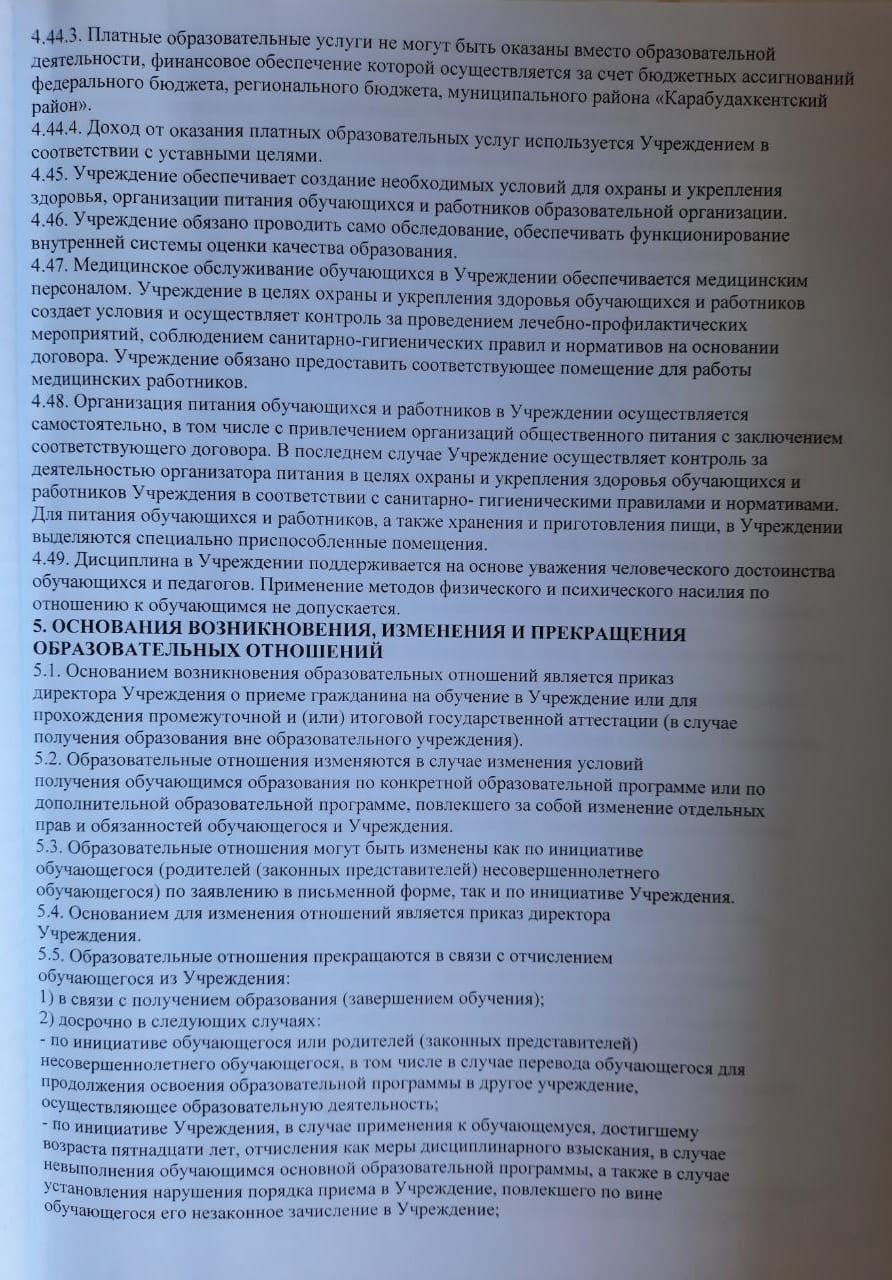 4.44.3. Платные образовательные услуги не могут быть оказаны вместо образовательной
деятельности, финансовое обеспечение которой осуществляется за счет бюджетных ассигнований
федерального бюджета, регионального бюджета, муниципального района «Карабудахкентский
район».
4.44.4. Доход от оказания платных образовательных услуг используется Учреждением в
соответствии с уставными целями.
4.45. Учреждение обеспечивает создание необходимых условий для охраны и укрепления
здоровья, организации питания обучающихся и работников образовательной организации.
4.46. Учреждение обязано проводить само обследование, обеспечивать функционирование
внутренней системы оценки качества образования.
4.47. Медицинское обслуживание обучающихся в Учреждении обеспечивается медицинским
персоналом. Учреждение в целях охраны и укрепления здоровья обучающихся и работников
создает условия и осуществляет контроль за проведением лечебно-профилактических
мероприятий, соблюдением санитарно-гигиенических правил и нормативов на основании
договора. Учреждение обязано предоставить соответствующее помещение для работы
медицинских работников.
4.48. Организация питания обучающихся и работников в Учреждении осуществляется
самостоятельно, в том числе с привлечением организаций общественного питания с заключением
соответствующего договора. В последнем случае Учреждение осуществляет контроль за
деятельностью организатора питания в целях охраны и укрепления здоровья обучающихся и
работников Учреждения в соответствии с санитарно- гигиеническими правилами и нормативами.
Для питания обучающихся и работников, а также хранения и приготовления пищи, в Учреждении
выделяются специально приспособленные помещения.
4.49. Дисциплина в Учреждении поддерживается на основе уважения человеческого достоинства
обучающихся и педагогов. Применение методов физического и психического насилия по
отношению к обучающимся не допускается.
5. ОСНОВАНИЯ ВОЗНИКНОВЕНИЯ, ИЗМЕНЕНИЯ И ПРЕКРАЩЕНИЯ
ОБРАЗОВАТЕЛЬНЫХ ОТНОШЕНИЙ
5.1. Основанием возникновения образовательных отношений является приказ
директора Учреждения о приеме гражданина на обучение в Учреждение или для
прохождения промежуточной и (или) итоговой государственной аттестации (в случае
получения образования вне образовательного учреждения).
5.2. Образовательные отношения изменяются в случае изменения условий
получения обучающимся образования по конкретной образовательной программе или по
дополнительной образовательной программе, повлекшего за собой изменение отдельных
прав и обязанностей обучающегося и Учреждения.
5.3. Образовательные отношения могут быть изменены как по инициативе
обучающегося (родителей (законных представителей) несовершеннолетнего
обучающегося) по заявлению в письменной форме, так и по инициативе Учреждения.
5.4. Основанием для изменения отношений является приказ директора
Учреждения.
5.5. Образовательные отношения прекращаются в связи с отчислением
обучающегося из Учреждения:
1) в связи с получением образования (завершением обучения);
2) досрочно в следующих случаях:
- по инициативе обучающегося или родителей (законных представителей)
несовершеннолетнего обучающегося, в том числе в случае перевода обучающегося для
продолжения освоения образовательной программы в другое учреждение,
осуществляющее образовательную деятельность;
- по инициативе Учреждения, в случае применения к обучающемуся, достигшему
возраста пятнадцати лет, отчисления как меры дисциплинарного взыскания, в случае
невыполнения обучающимся основной образовательной программы, а также в случае
установления нарушения порядка приема в Учреждение, повлекшего по вине
обучающегося его незаконное зачисление в Учреждение;